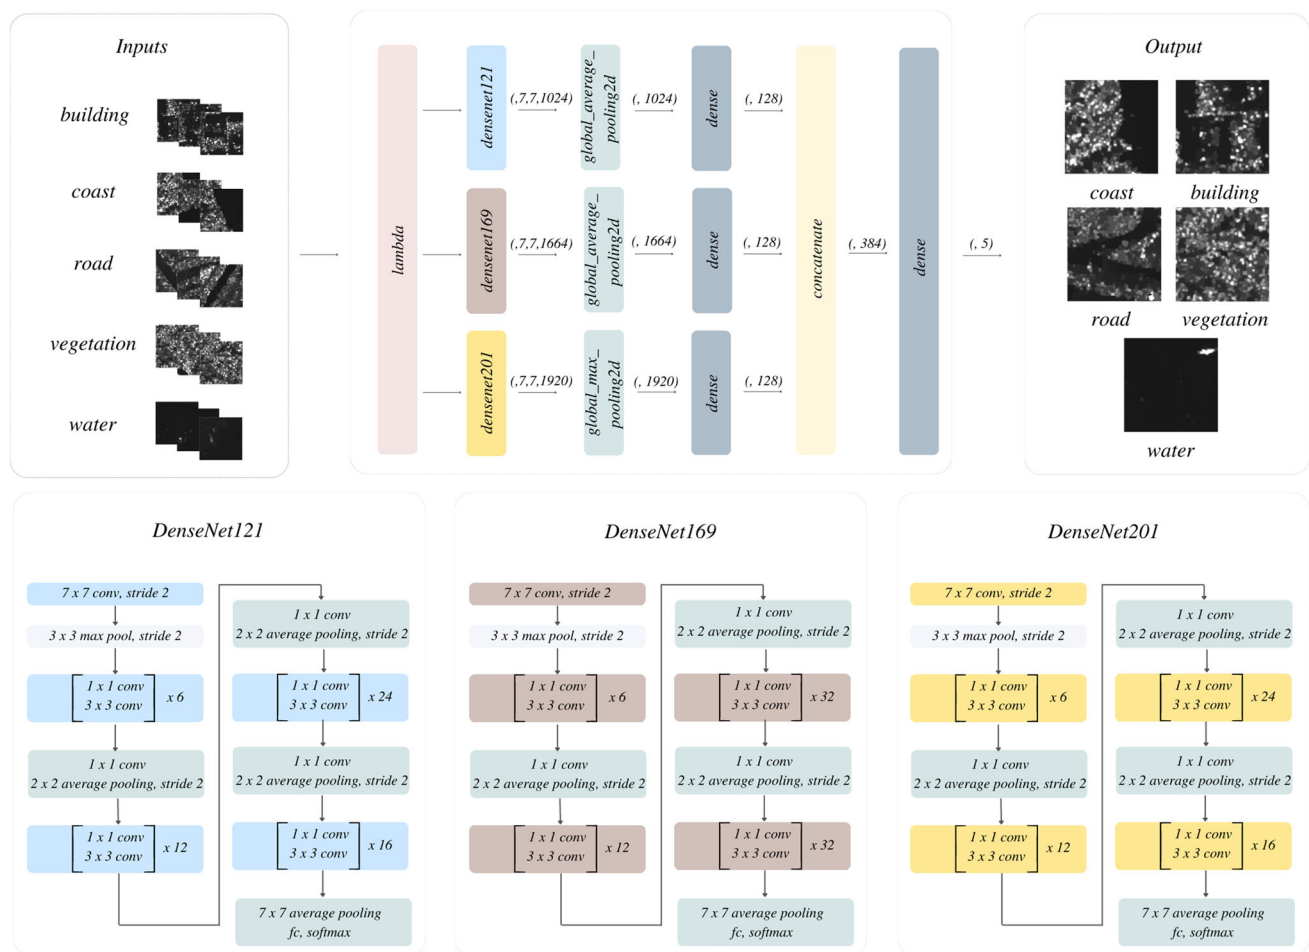 Inputs
building
coast
road
vegetation
water
lambda
densenet121
(,7,7,1024)
global_average_
pooling2d
(, 1024)
dense
(, 128)
densenet169
(,7,7,1664)
global_average_
pooling2d
(, 1664)
dense
(, 128)
densenet201
(,7,7,1920)
global_max_
pooling2d
(, 1920)
dense
(, 128)
concatenate
(, 384)
dense
(, 5)
Output
coast
building
road
vegetation
water
DenseNet121
7 x 7 conv, stride 2
3 x 3 max pool, stride 2
1 x 1 conv
3 x 3 conv
x 6
1 x 1 conv
2 x 2 average pooling, stride 2
1 x 1 conv
3 x 3 conv
x 12
1 x 1 conv
2 x 2 average pooling, stride 2
1 x 1 conv
3 x 3 conv
x 24
1 x 1 conv
2 x 2 average pooling, stride 2
1 x 1 conv
3 x 3 conv
x 16
7 x 7 average pooling
fc, softmax
DenseNet169
7 x 7 conv, stride 2
3 x 3 max pool, stride 2
1 x 1 conv
3 x 3 conv
x 6
1 x 1 conv
2 x 2 average pooling, stride 2
1 x 1 conv
3 x 3 conv
x 12
1 x 1 conv
2 x 2 average pooling, stride 2
1 x 1 conv
3 x 3 conv
x 32
1 x 1 conv
2 x 2 average pooling, stride 2
1 x 1 conv
3 x 3 conv
x 32
7 x 7 average pooling
fc, softmax
DenseNet201
7 x 7 conv, stride 2
3 x 3 max pool, stride 2
1 x 1 conv
3 x 3 conv
x 6
1 x 1 conv
2 x 2 average pooling, stride 2
1 x 1 conv
3 x 3 conv
x 12
1 x 1 conv
2 x 2 average pooling, stride 2
1 x 1 conv
3 x 3 conv
x 24
1 x 1 conv
2 x 2 average pooling, stride 2
1 x 1 conv
3 x 3 conv
x 16
7 x 7 average pooling
fc, softmax